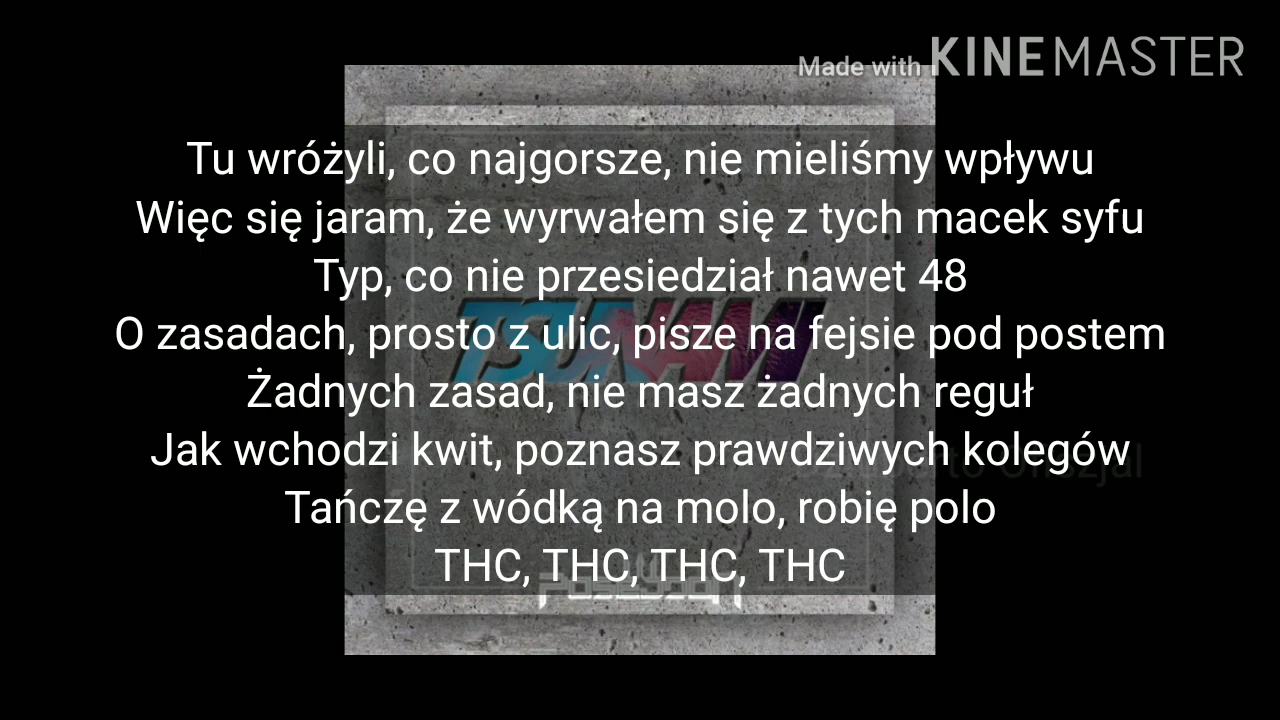 Made with KINEMASTER
Tu wróżyli, co najgorsze, nie mieliśmy wpływu
Więc się jaram, że wyrwałem się z tych macek syfu
Typ, co nie przesiedział nawet 48
O zasadach, prosto z ulic, pisze na fejsie pod postem
Żadnych zasad, nie masz żadnych reguł
Jak wchodzi kwit, poznasz prawdziwych kolegów
Tańczę z wódką na molo, robię polo
THC, THC, THC, THC
TSUNAMI